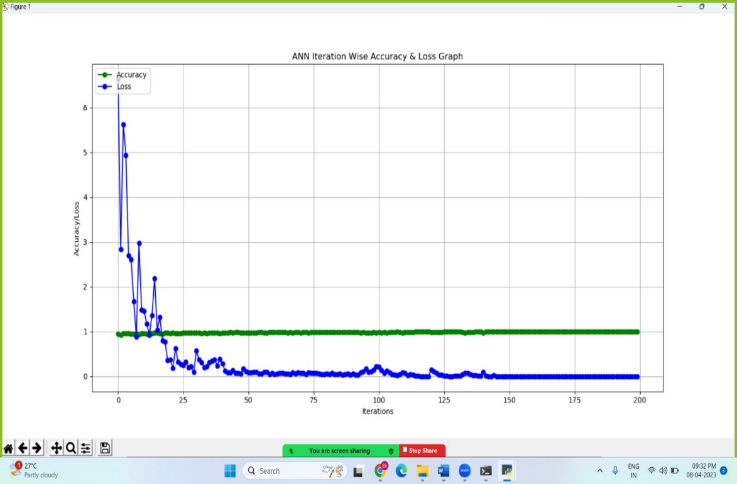 Figure 1
ANN Iteration Wise Accuracy & Loss Graph
Accuracy
Loss
6
5
4
3
2
1
0
Accuracy/Loss
0 25 50 75 100 125 150 175 200
Iterations
You are screen sharing
Stop Share
1
27°C
Partly cloudy
Search
ENG
IN
09:32 PM
08-04-2023